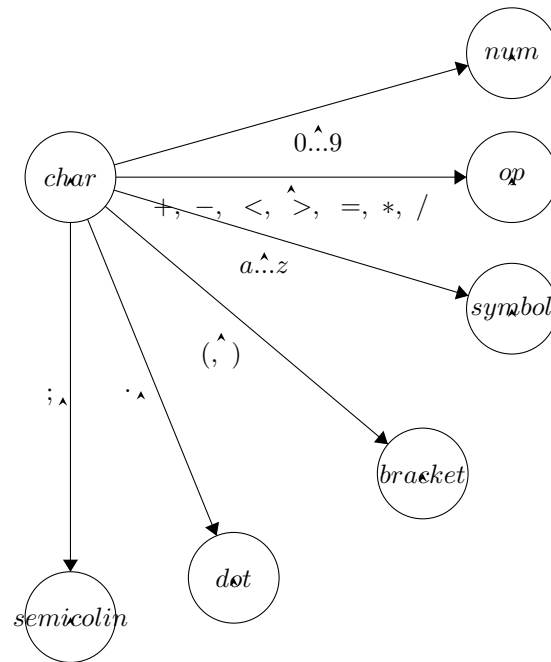 num
0...9
char
op
+, −, <, >, =, *, /
a...z
symbol
(, )
;
.
bracket
dot
semicolin